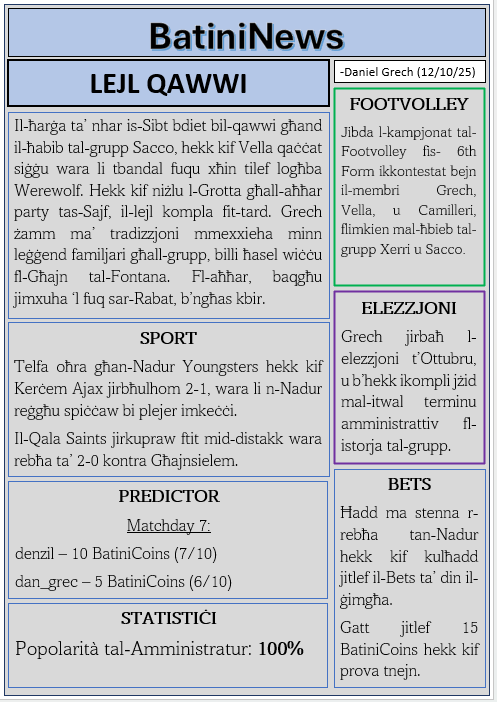 BatiniNews
LEJL QAWWI
Il-ħarġa ta’ nhar is-Sibt bdiet bil-qawwi għand
il-ħabib tal-grupp Sacco, hekk kif Vella qaċċat
siġġu wara li tbandal fuqu xħin tilef logħba
Werewolf. Hekk kif niżlu l-Grotta għall-aħħar
party tas-Sajf, il-lejl kompla fit-tard. Grech
żamm ma’ tradizzjoni mmexxieha minn
leġġend familjari għall-grupp, billi ħasel wiċċu
fl-Għajn tal-Fontana. Fl-aħħar, baqgħu
jimxuha ‘l fuq sar-Rabat, b’ngħas kbir.
SPORT
Telfa oħra għan-Nadur Youngsters hekk kif
Kerċem Ajax jirbħulhom 2-1, wara li n-Nadur
reġgħu spiċċaw bi plejer imkeċċi.
Il-Qala Saints jirkupraw ftit mid-distakk wara
rebħa ta’ 2-0 kontra Għajnsielem.
PREDICTOR
Matchday 7:
denzil – 10 BatiniCoins (7/10)
dan_grec – 5 BatiniCoins (6/10)
STATISTIĊI
Popolarità tal-Amministratur: 100%
-Daniel Grech (12/10/25)
FOOTVOLLEY
Jibda l-kampjonat tal-
Footvolley fis- 6th
Form ikkontestat bejn
il-membri Grech,
Vella, u Camilleri,
flimkien mal-ħbieb tal-
grupp Xerri u Sacco.
ELEZZJONI
Grech jirbaħ l-
elezzjoni t’Ottubru,
u b’hekk ikompli jżid
mal-itwal terminu
amministrattiv fl-
istorja tal-grupp.
BETS
Ħadd ma stenna r-
rebħa tan-Nadur
hekk kif kulħadd
jitlef il-Bets ta’ din il-
ġimgħa.
Gatt jitlef 15
BatiniCoins hekk kif
prova tnejn.